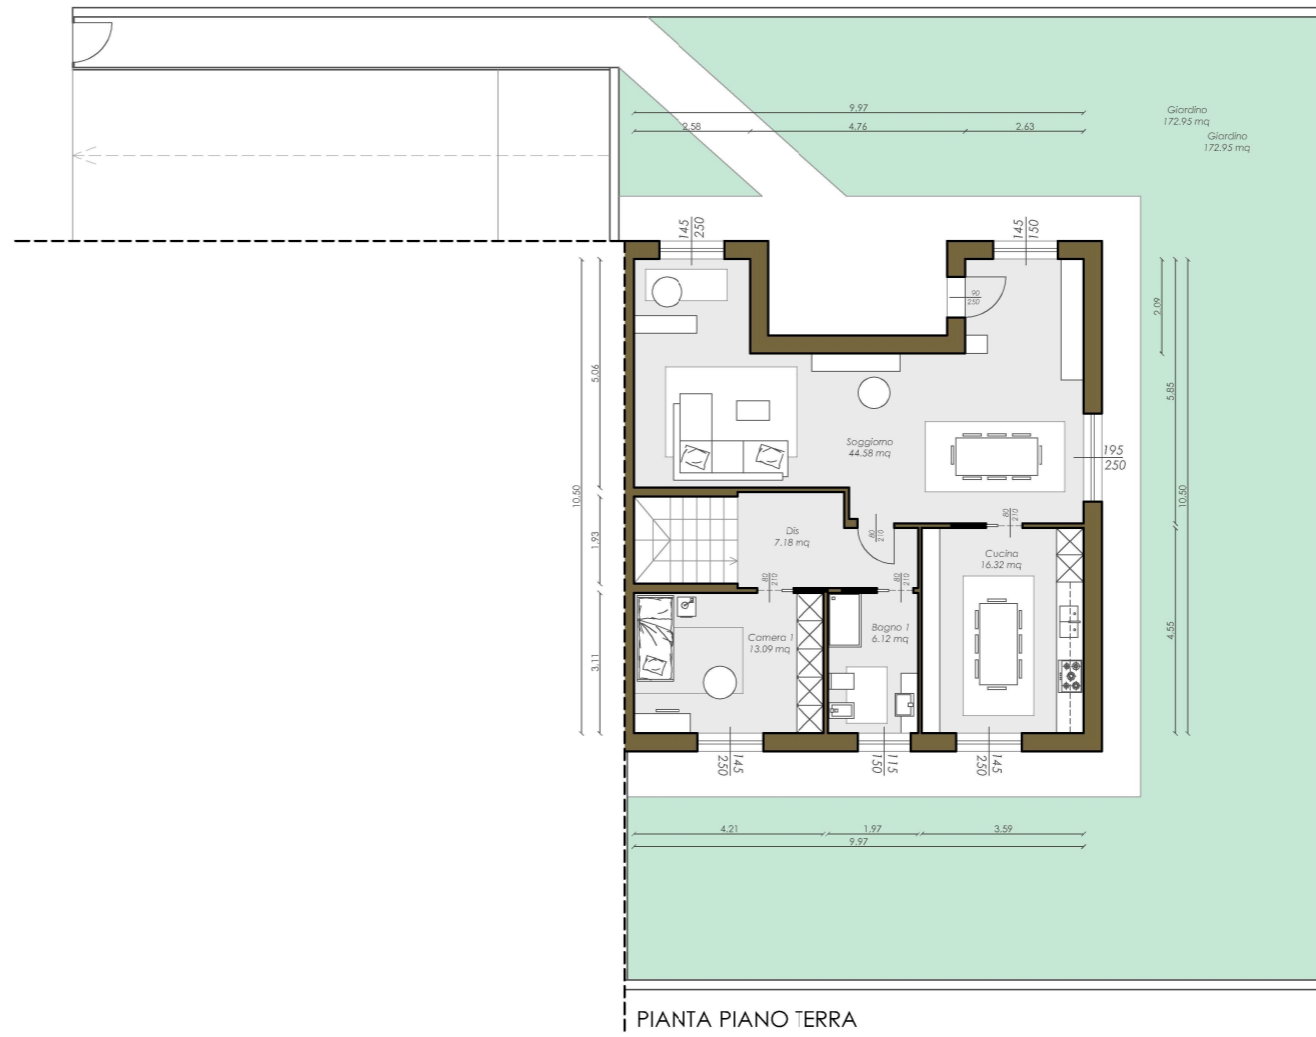 9.97
2.58
4.76
2.63
Giardino
172.95 mq
Giardino
172.95 mq
145
250
145
150
90
250
2.09
5.06
5.85
10.50
10.50
Soggiorno
44.58 mq
195
250
80
210
80
210
Dis
7.18 mq
1.93
Cucina
16.32 mq
80
210
80
210
Camera 1
13.09 mq
Bagno 1
6.12 mq
3.11
4.55
145
250
115
150
145
250
4.21
1.97
3.59
9.97
PIANTA PIANO TERRA